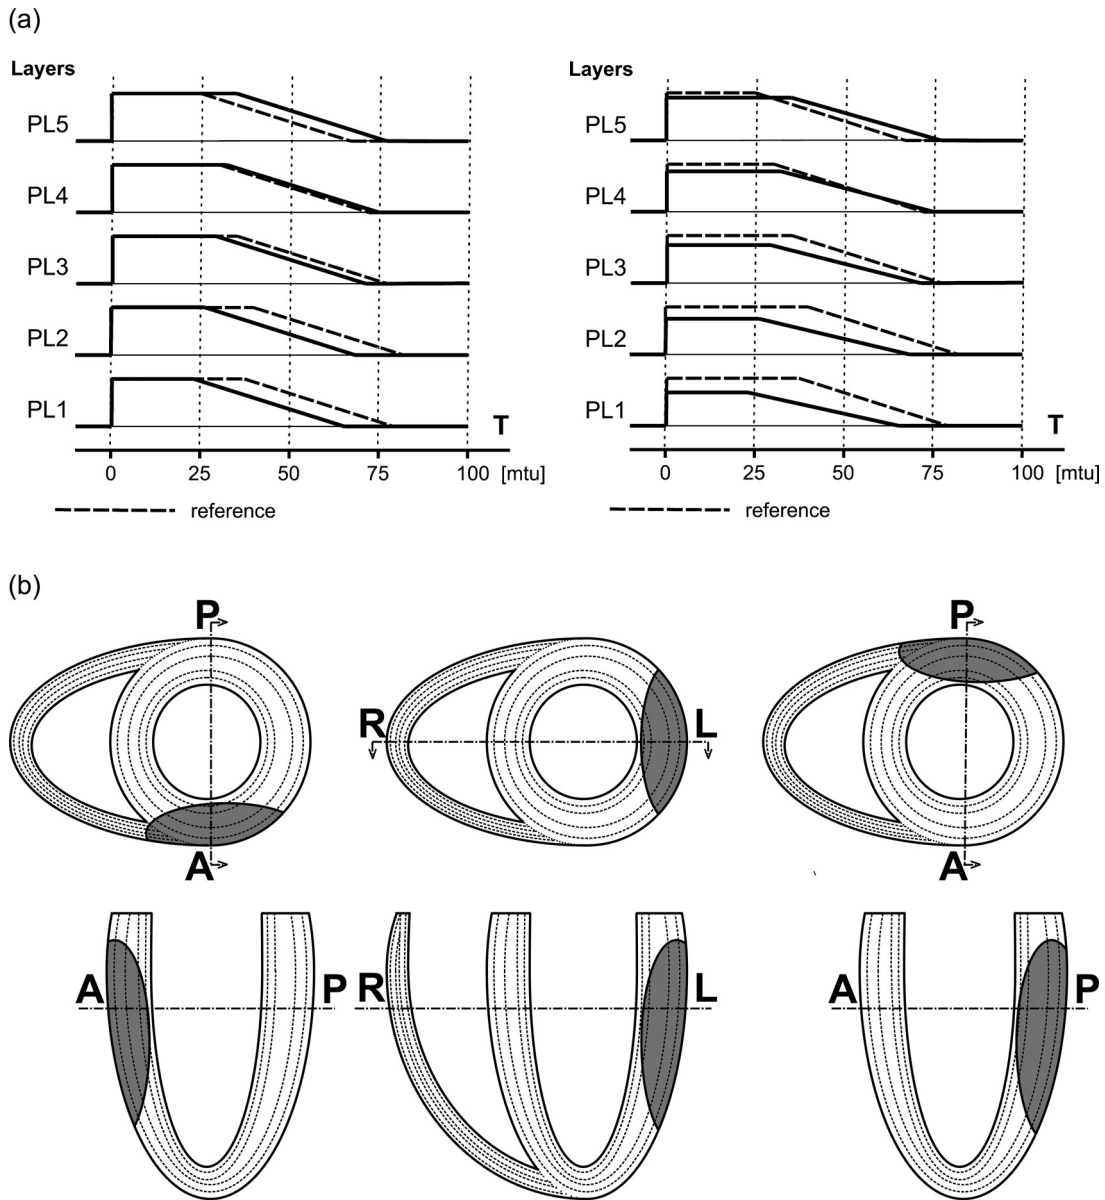 (a)
Layers Layers
PL5 PL5
PL4 PL4
PL3 PL3
PL2 PL2
PL1 T PL1 T
0 25 50 75 100 [mtu] 0 25 50 75 100 [mtu]
reference reference
(b)
P P
R L
A A
A P R L A P